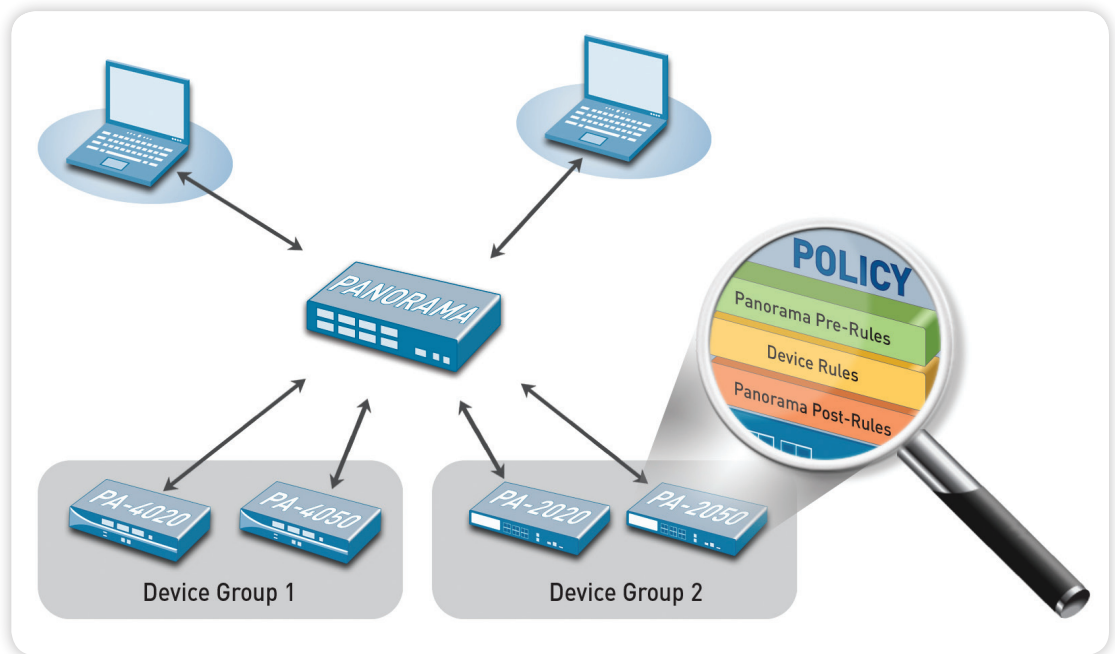 PANORAMA
POLICY
Panorama Pre-Rules
Device Rules
Panorama Post-Rules
PA-4020
PA-4050
PA-2020
PA-2050
Device Group 1
Device Group 2